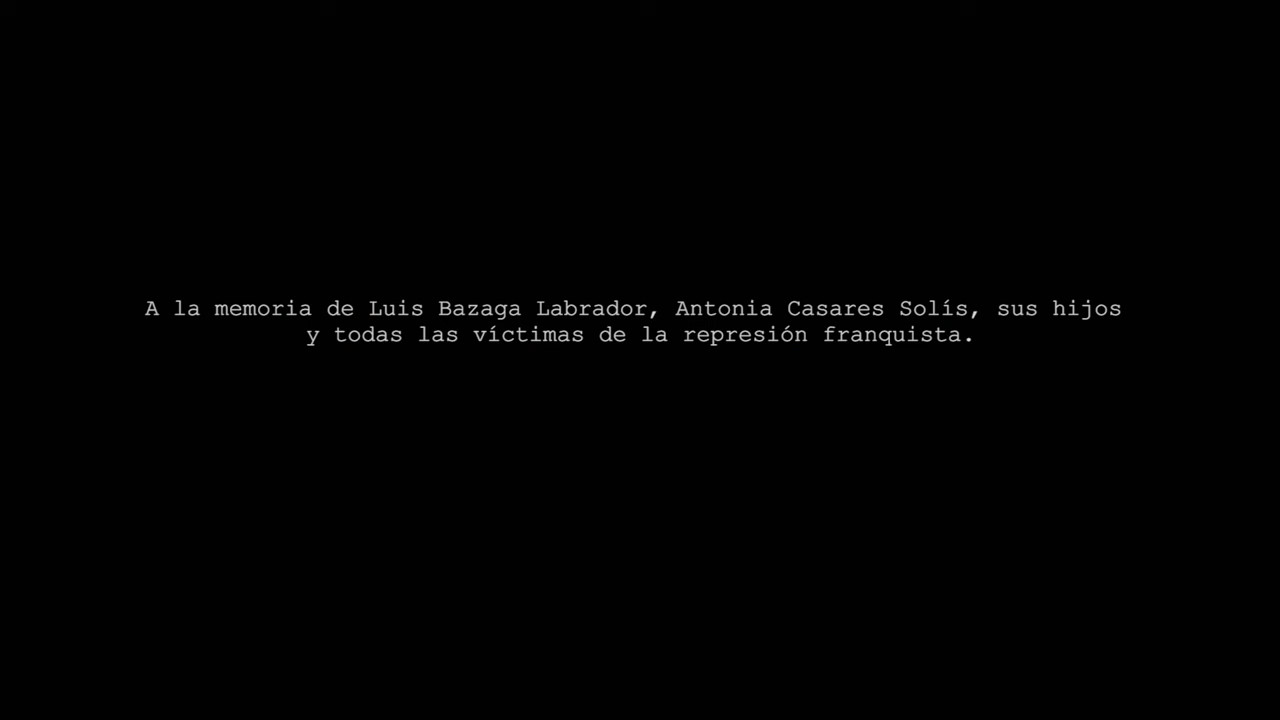 A la memoria de Luis Bazaga Labrador, Antonia Casares Solís, sus hijos
y todas las víctimas de la represión franquista.